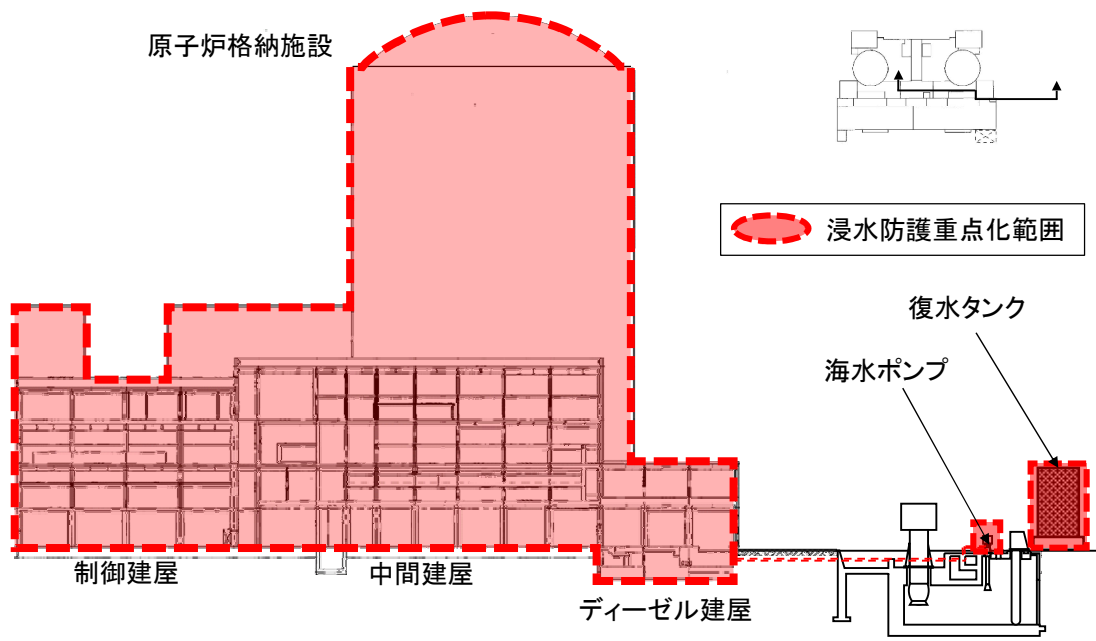 原子炉格納施設
浸水防護重点化範囲
復水タンク
海水ポンプ
制御建屋
中間建屋
ディーゼル建屋